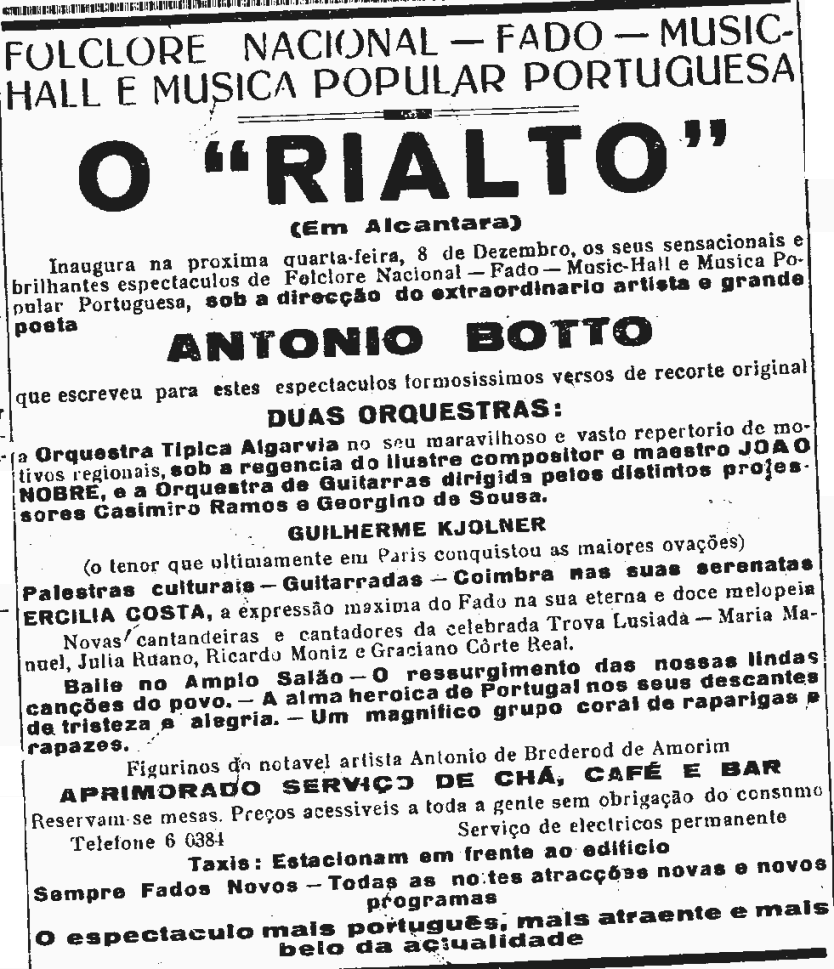 FOLCLORE NACIONAL — FADO — MUSIC-
HALL E MUSICA POPULAR PORTUGUESA
O “RIALTO”
(Em Alcantara)
Inaugura na proxima quarta-feira, 8 de Dezembro, os seus sensacionais e
brilhantes espectaculos de Folclore Nacional — Fado — Music-Hall e Musica Po-
pular Portuguesa, sob a direcção do extraordinario artista e grande
poeta
ANTONIO BOTTO
que escreveu para estes espectaculos formosissimos versos de recorte original
DUAS ORQUESTRAS:
a Orquestra Tipica Algarvia no seu maravilhoso e vasto repertorio de mo-
tivos regionais, sob a regencia do ilustre compositor e maestro JOAO
NOBRE, e a Orquestra de Guitarras dirigida pelos distintos profes-
sores Casimiro Ramos e Georgino de Sousa.
GUILHERME KJOLNER
(o tenor que ultimamente em Paris conquistou as maiores ovações)
Palestras culturais — Guitarradas — Coimbra nas suas serenatas
ERCILIA COSTA, a expressão maxima do Fado na sua eterna e doce melopeia
Novas cantandeiras e cantadores da celebrada Trova Lusiada — Maria Ma-
nuel, Julia Ruano, Ricardo Moniz e Graciano Côrte Real.
Baile no Amplo Salão — O ressurgimento das nossas lindas
canções do povo. — A alma heroica de Portugal nos seus descantes
de tristeza e alegria. — Um magnifico grupo coral de raparigas e
rapazes.
Figurinos do notavel artista Antonio de Brederod de Amorim
APRIMORADO SERVIÇO DE CHÁ, CAFÉ E BAR
Reservam-se mesas. Preços acessiveis a toda a gente sem obrigação do consumo
Telefone 6 0384 Serviço de electricos permanente
Taxis: Estacionam em frente ao edificio
Sempre Fados Novos — Todas as noites atracções novas e novos
programas
O espectaculo mais português, mais atraente e mais
belo da actualidade